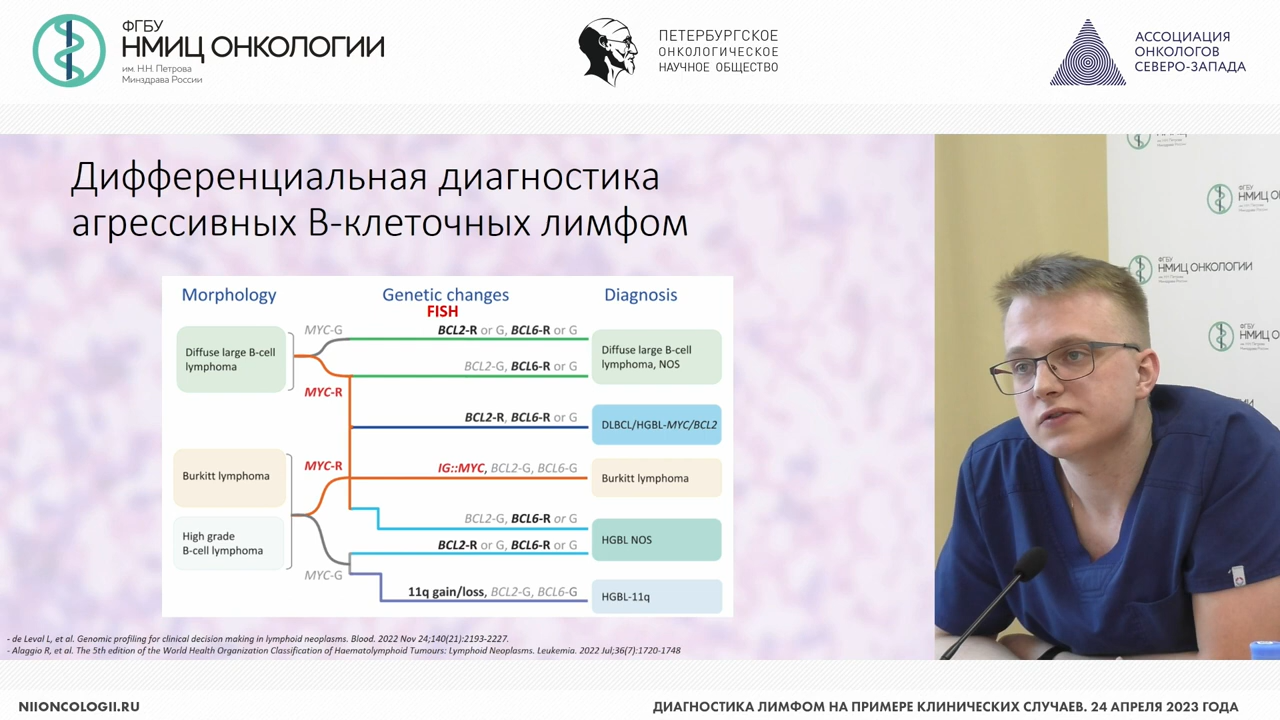 ФГБУ
НМИЦ ОНКОЛОГИИ
им. Н.Н. Петрова
Минздрава России
ПЕТЕРБУРГСКОЕ
ОНКОЛОГИЧЕСКОЕ
НАУЧНОЕ ОБЩЕСТВО
АССОЦИАЦИЯ
ОНКОЛОГОВ
СЕВЕРО-ЗАПАДА
Дифференциальная диагностика
агрессивных В-клеточных лимфом
Morphology
Genetic changes
Diagnosis
FISH
MYC-G
BCL2-R or G, BCL6-R or G
Diffuse large B-cell
lymphoma
Diffuse large B-cell
lymphoma, NOS
BCL2-G, BCL6-R or G
MYC-R
BCL2-R, BCL6-R or G
DLBCL/HGBL-MYC/BCL2
MYC-R
IG::MYC, BCL2-G, BCL6-G
Burkitt lymphoma
Burkitt lymphoma
BCL2-G, BCL6-R or G
High grade
B-cell lymphoma
BCL2-R or G, BCL6-R or G
HGBL NOS
MYC-G
11q gain/loss, BCL2-G, BCL6-G
HGBL-11q
- de Leval L, et al. Genomic profiling for clinical decision making in lymphoid neoplasms. Blood. 2022 Nov 24;140(21):2193-2227.
- Alaggio R, et al. The 5th edition of the World Health Organization Classification of Haematolymphoid Tumours: Lymphoid Neoplasms. Leukemia. 2022 Jul;36(7):1720-1748
ФГБУ
НМИЦ ОНКОЛОГИИ
NIIONCOLOGII.RU
ДИАГНОСТИКА ЛИМФОМ НА ПРИМЕРЕ КЛИНИЧЕСКИХ СЛУЧАЕВ. 24 АПРЕЛЯ 2023 ГОДА